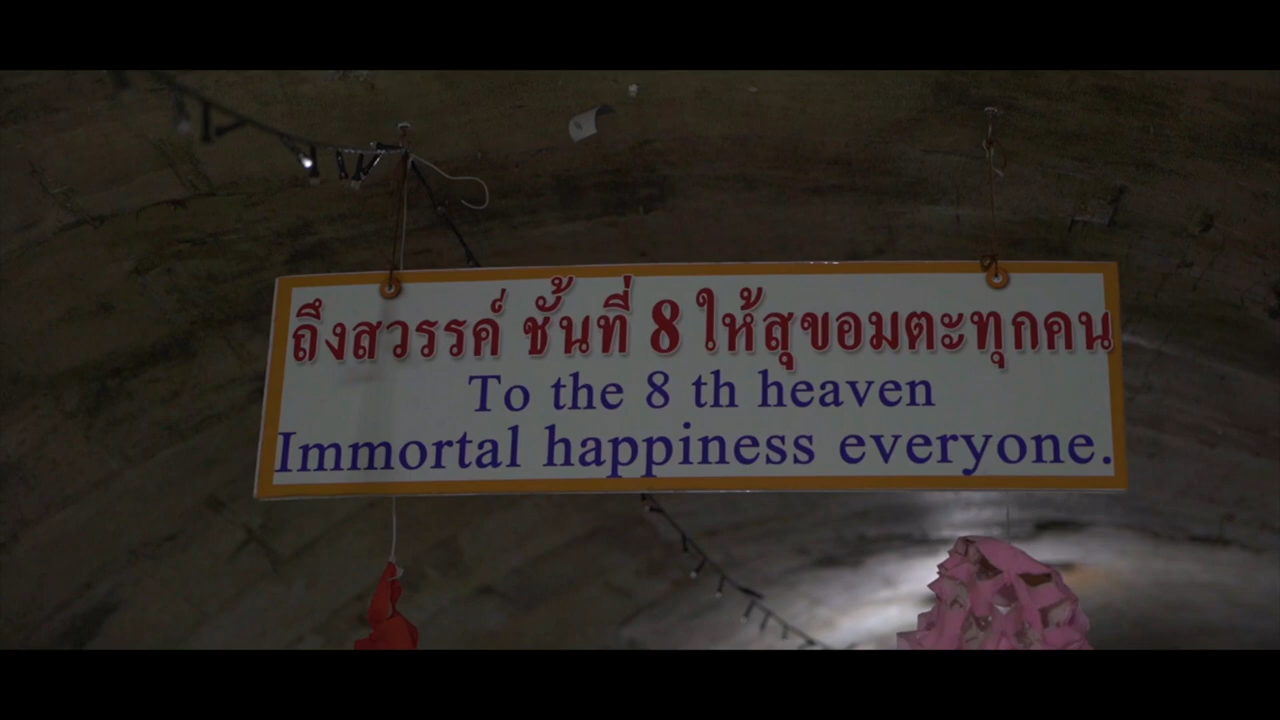 ถึงสวรรค์ ชั้นที่ 8 ให้สุขอมตะทุกคน
To the 8 th heaven
Immortal happiness everyone.